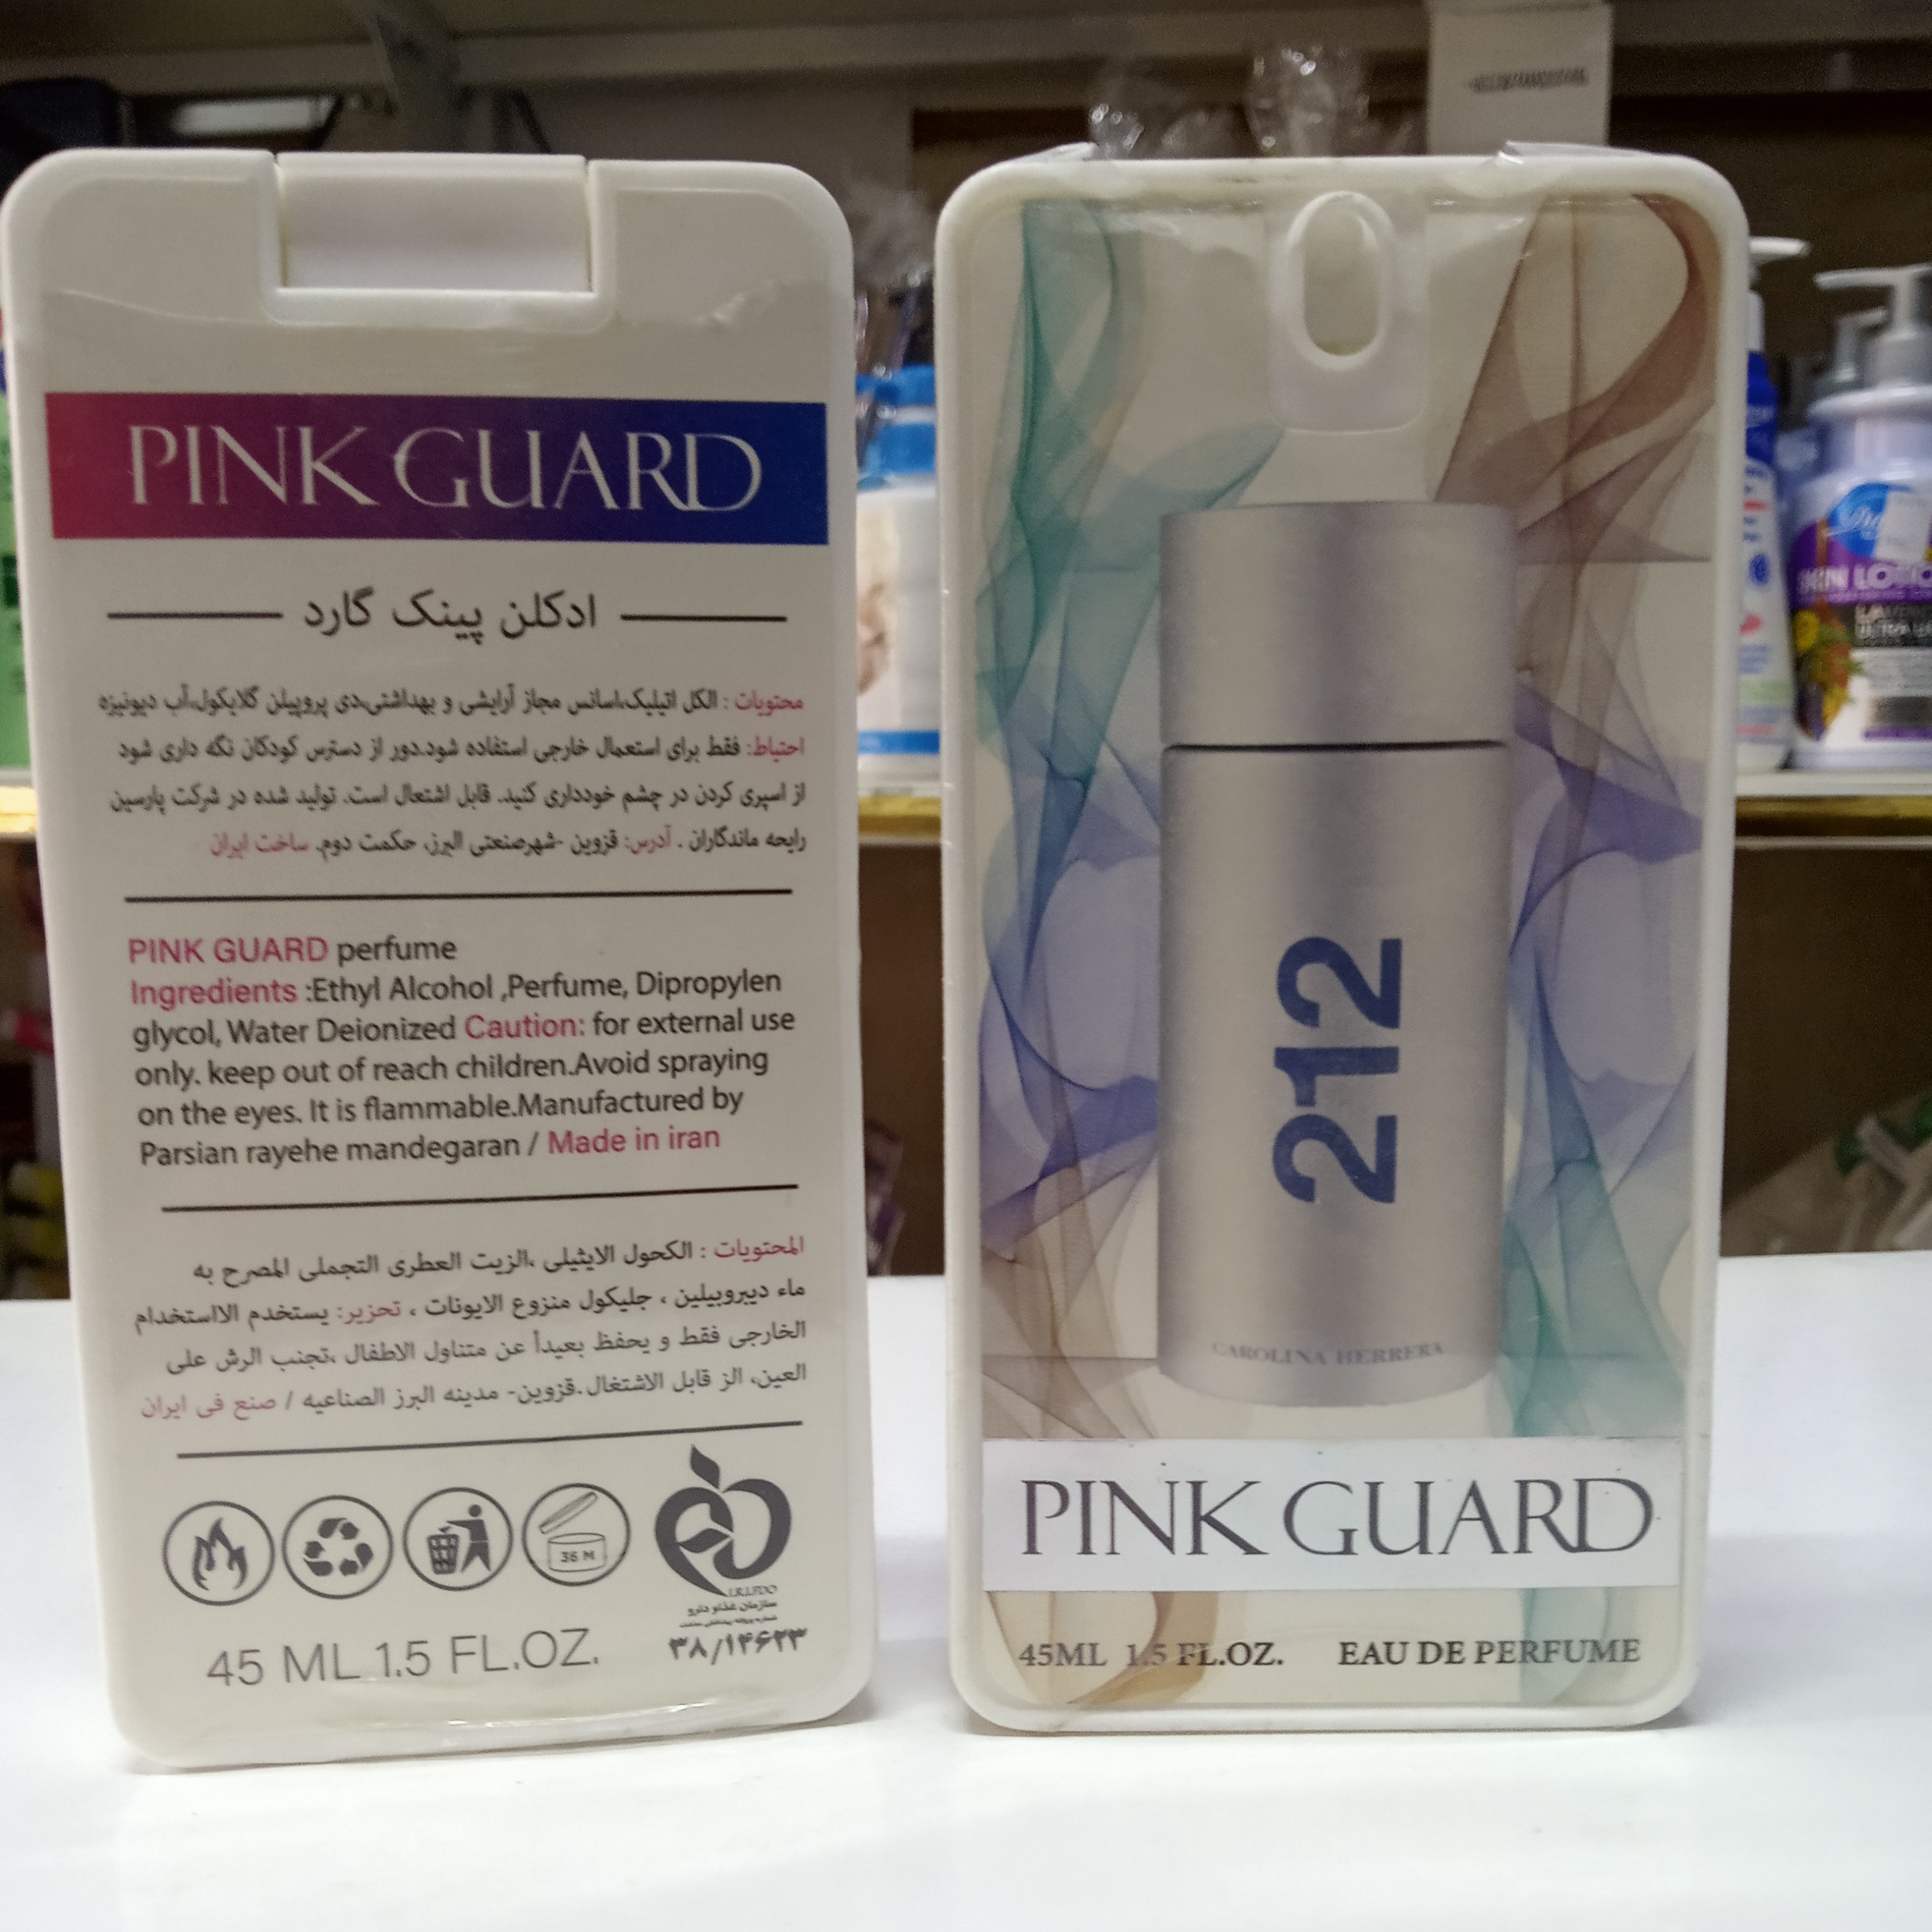 PINK GUARD
ادکلن پینک گارد
محتویات : الکل اتیلیک،اسانس مجاز آرایشی و بهداشتی،دی پروپیلن گلایکول،آب دیونیزه
احتیاط: فقط برای استعمال خارجی استفاده شود.دور از دسترس کودکان نگه داری شود
از اسپری کردن در چشم خودداری کنید. قابل اشتعال است. تولید شده در شرکت پارسین
رایحه ماندگاران . آدرس: قزوین -شهرصنعتی البرز، حکمت دوم. ساخت ایران
PINK GUARD perfume
Ingredients :Ethyl Alcohol ,Perfume, Dipropylen
glycol, Water Deionized Caution: for external use
only. keep out of reach children.Avoid spraying
on the eyes. It is flammable.Manufactured by
Parsian rayehe mandegaran / Made in iran
المحتویات : الکحول الایثیلی ،الزیت العطری التجملی المصرح به
ماء دیبروبیلین ، جلیکول منزوع الایونات ، تحزیر: یستخدم الااستخدام
الخارجی فقط و یحفظ بعیداً عن متناول الاطفال ،تجنب الرش علی
العین، الز قابل الاشتغال.قزوین- مدینه البرز الصناعیه / صنع فی ایران
36 M
I.R.I.FDO
سازمان غذا و دارو
۳۸/۱۴۶۲۳
45 ML 1.5 FL.OZ.
212
CAROLINA HERRERA
PINK GUARD
45ML 1.5 FL.OZ. EAU DE PERFUME